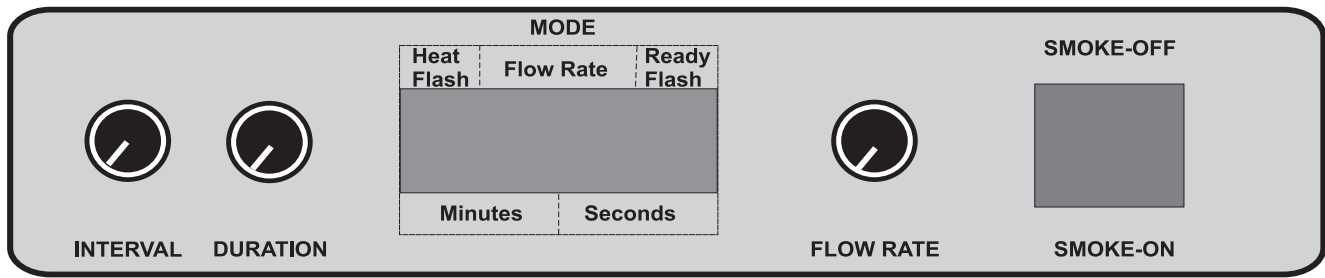 MODE
Heat Flash
Flow Rate
Ready Flash
Minutes
Seconds
INTERVAL
DURATION
FLOW RATE
SMOKE-OFF
SMOKE-ON